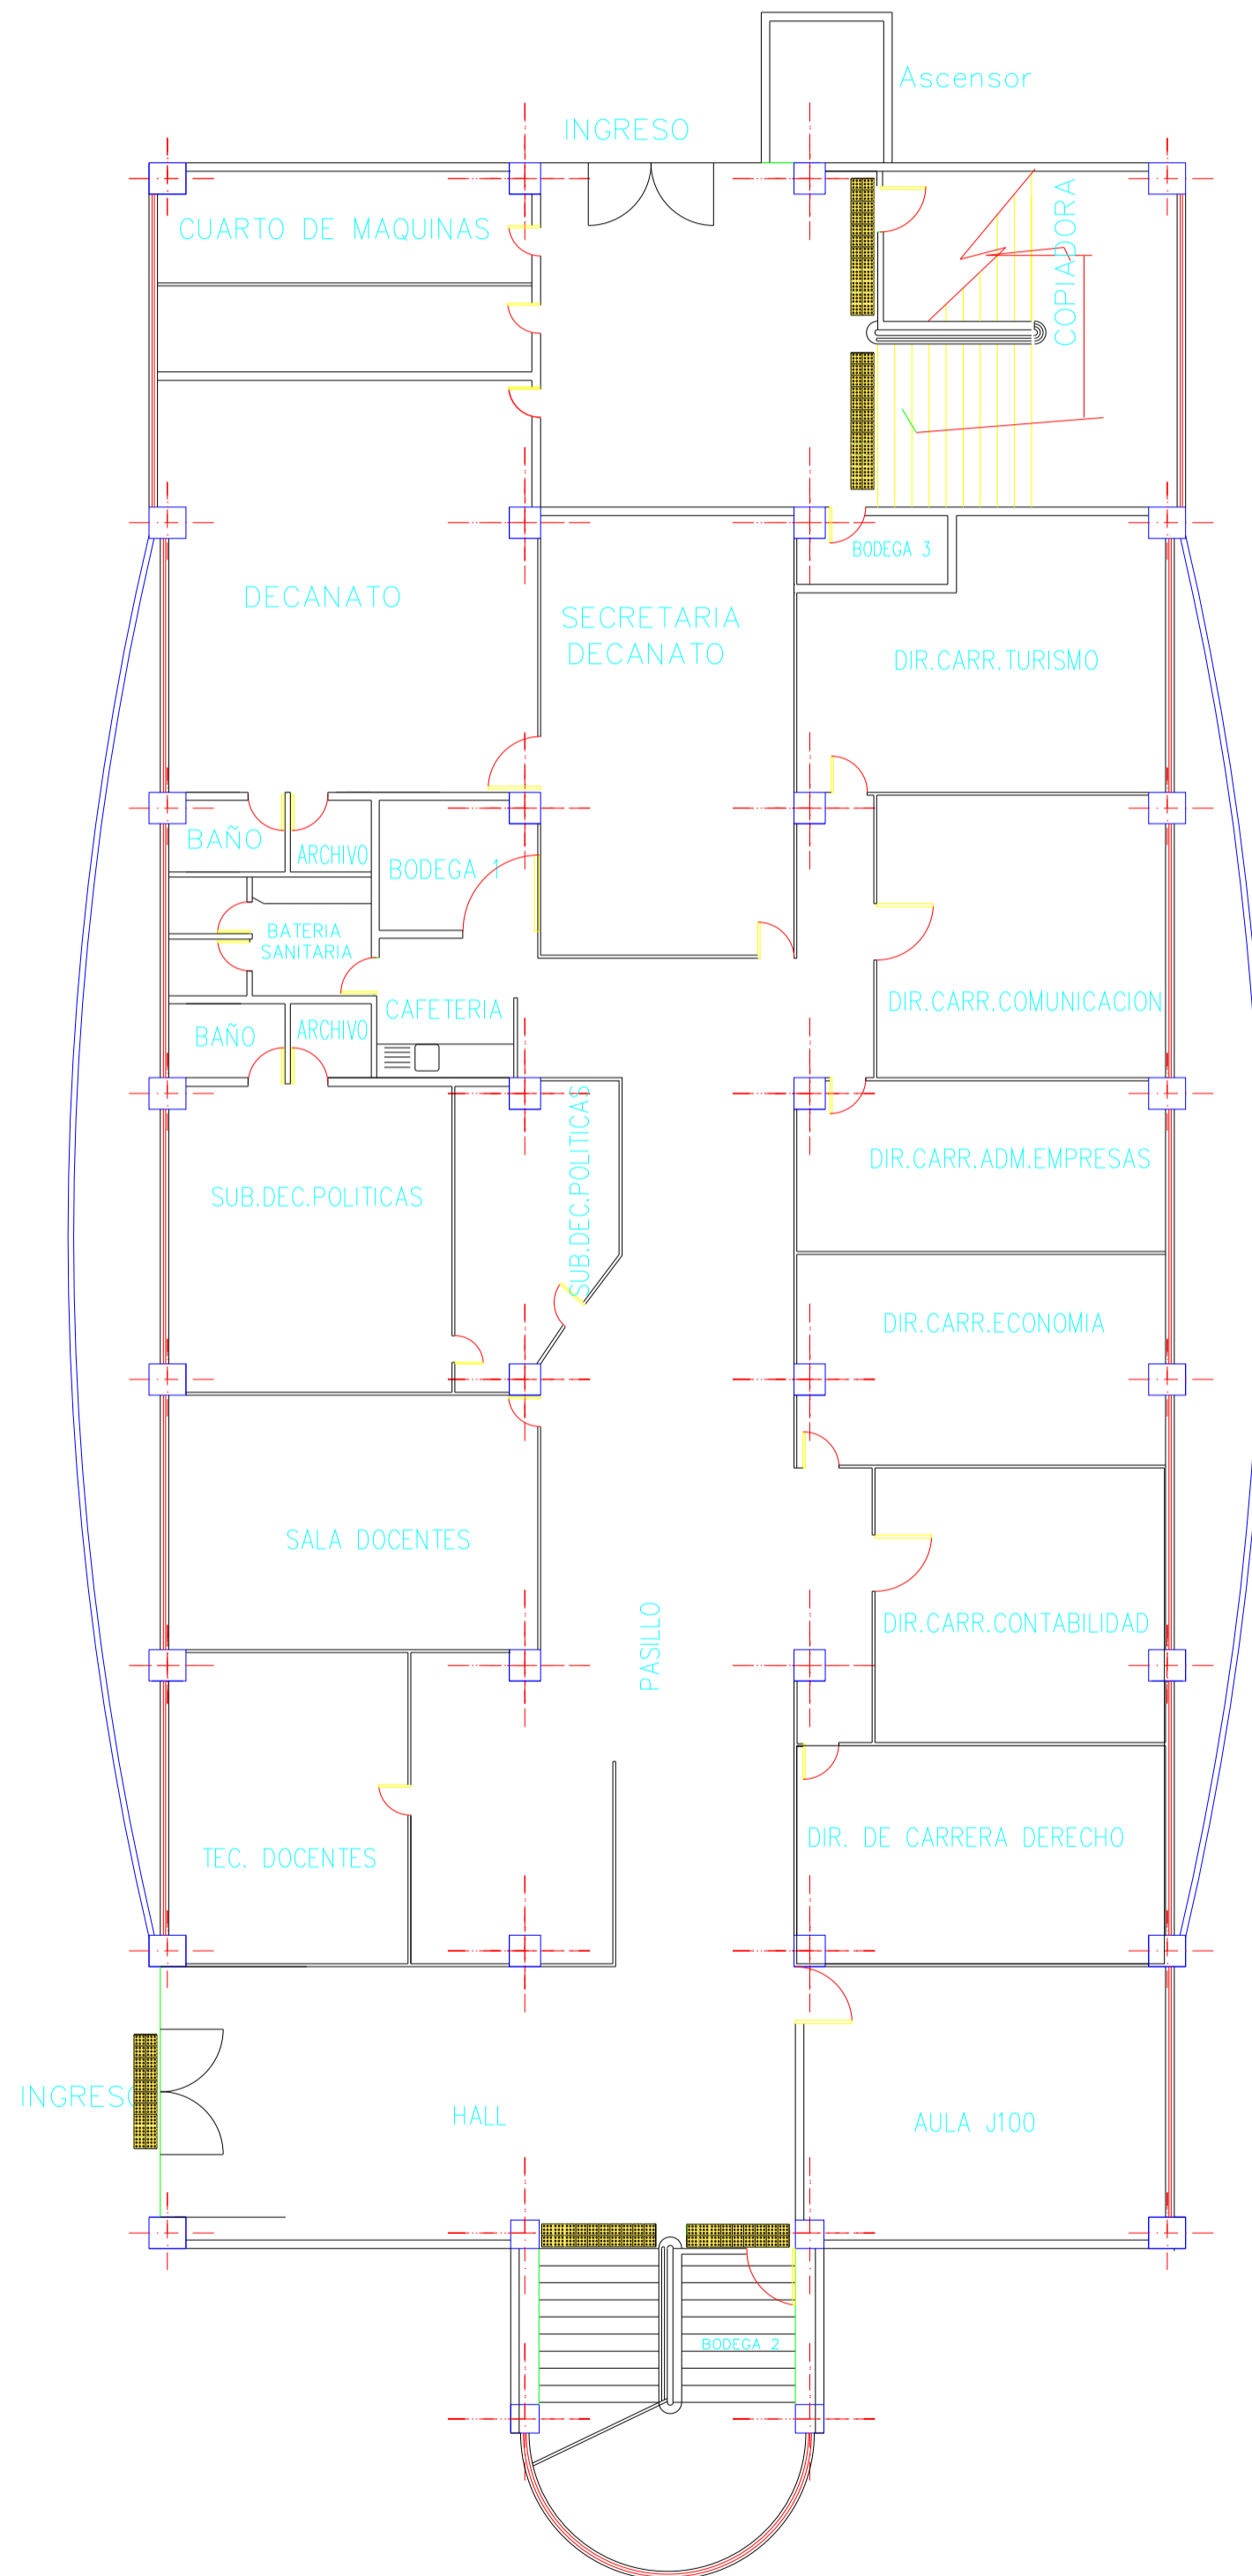 Ascensor
INGRESO
CUARTO DE MAQUINAS
COPIADORA
BODEGA 3
DECANATO
SECRETARIA
DECANATO
DIR.CARR.TURISMO
BAÑO
ARCHIVO
BODEGA 1
BATERIA
SANITARIA
CAFETERIA
DIR.CARR.COMUNICACION
BAÑO
ARCHIVO
SUB.DEC.POLITICAS
SUB.DEC.POLITICAS
DIR.CARR.ADM.EMPRESAS
DIR.CARR.ECONOMIA
SALA DOCENTES
PASILLO
DIR.CARR.CONTABILIDAD
TEC. DOCENTES
DIR. DE CARRERA DERECHO
INGRESO
HALL
AULA J100
BODEGA 2